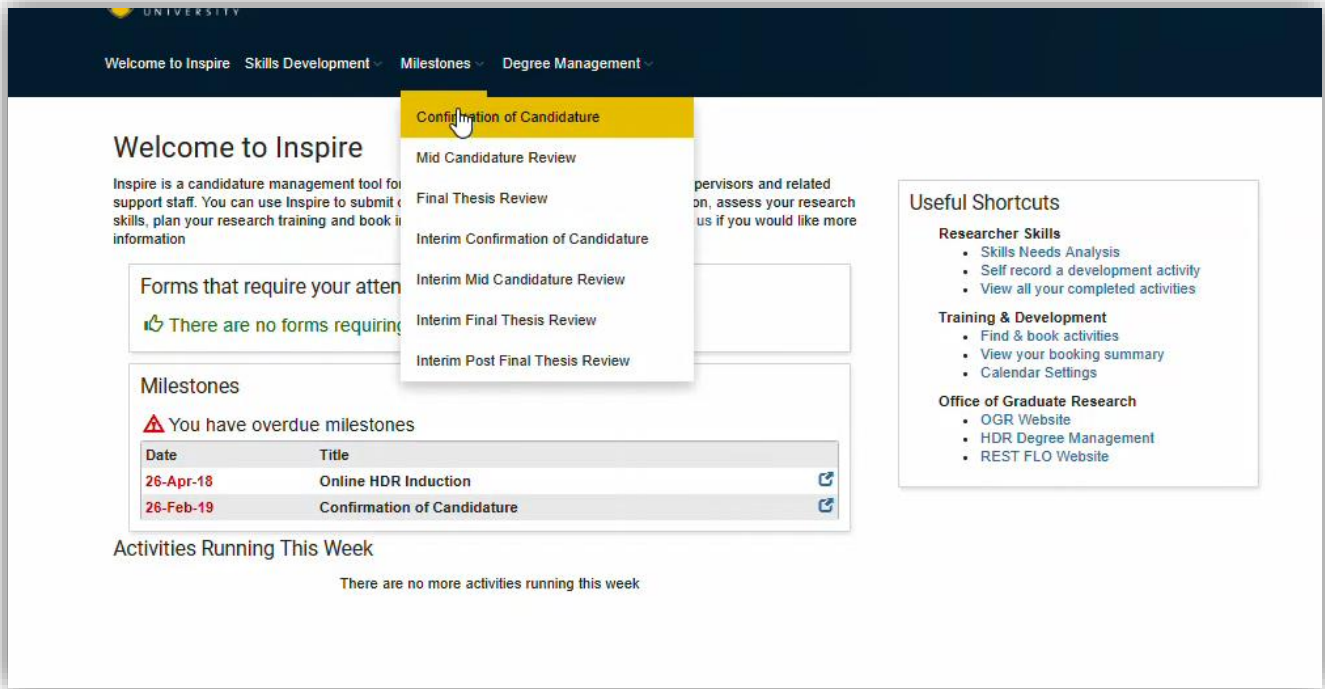 UNIVERSITY
Welcome to Inspire Skills Development Milestones Degree Management
Confirmation of Candidature
Mid Candidature Review
Final Thesis Review
Interim Confirmation of Candidature
Interim Mid Candidature Review
Interim Final Thesis Review
Interim Post Final Thesis Review
Welcome to Inspire
Inspire is a candidature management tool for pervisors and related
support staff. You can use Inspire to submit on, assess your research
skills, plan your research training and book us if you would like more
information
Forms that require your atten
There are no forms requiring
Milestones
You have overdue milestones
Date Title
26-Apr-18 Online HDR Induction
26-Feb-19 Confirmation of Candidature
Activities Running This Week
There are no more activities running this week
Useful Shortcuts
Researcher Skills
Skills Needs Analysis
Self record a development activity
View all your completed activities
Training & Development
Find & book activities
View your booking summary
Calendar Settings
Office of Graduate Research
OGR Website
HDR Degree Management
REST FLO Website